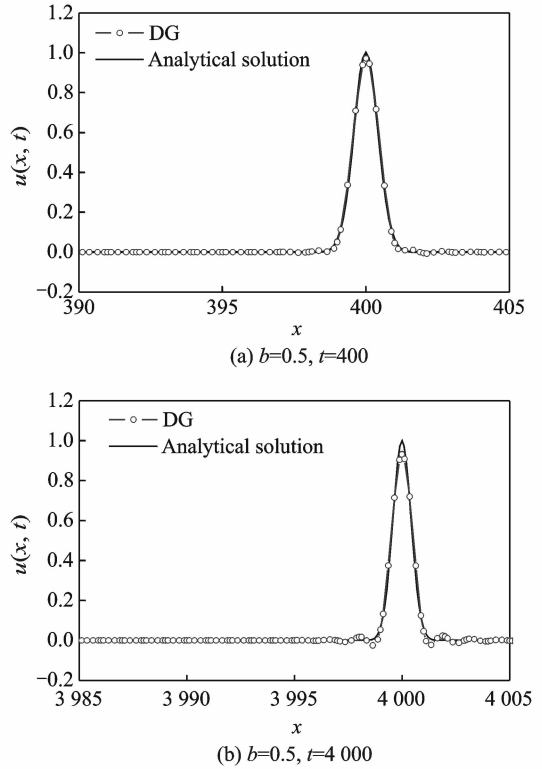 1.2
DG
Analytical solution
1.0
0.8
0.6
0.4
0.2
0.0
−0.2
u(x, t)
390 395 400 405
x
(a) b=0.5, t=400
1.2
DG
Analytical solution
1.0
0.8
0.6
0.4
0.2
0.0
−0.2
u(x, t)
3 985 3 990 3 995 4 000 4 005
x
(b) b=0.5, t=4 000